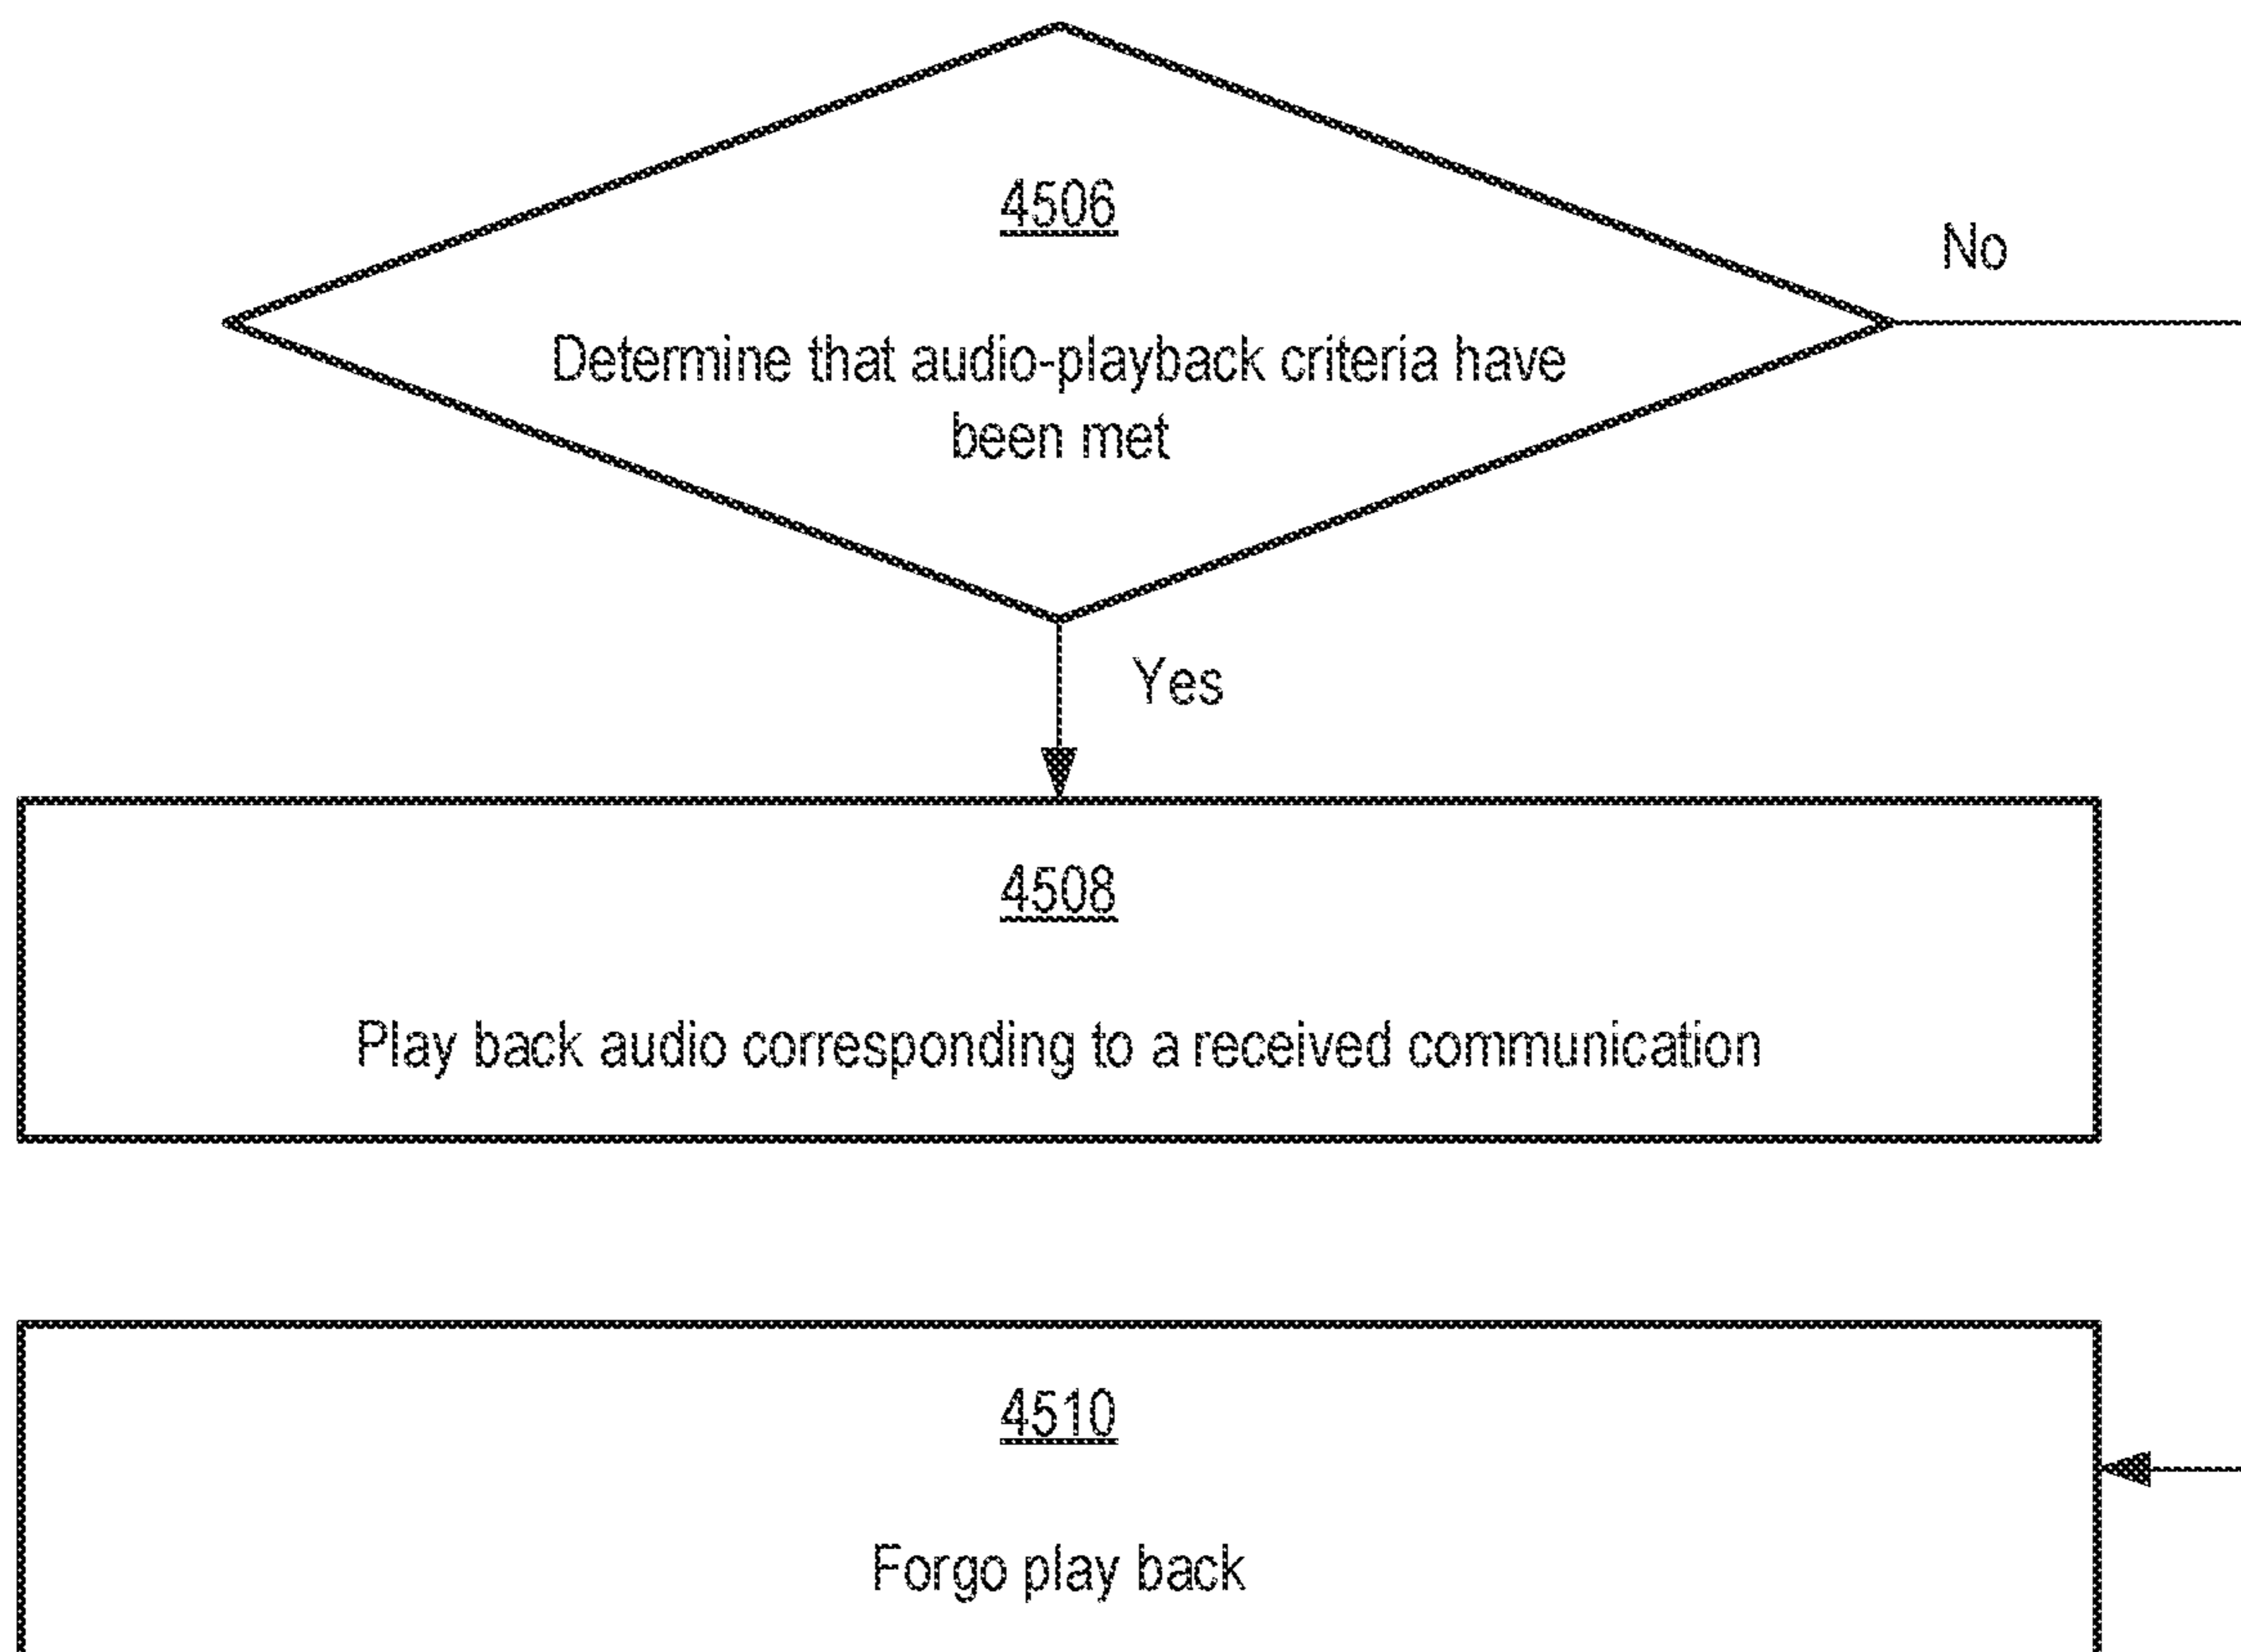 4506
No
Determine that audio-playback criteria have
been met
Yes
4508
Play back audio corresponding to a received communication
4510
Forgo play back